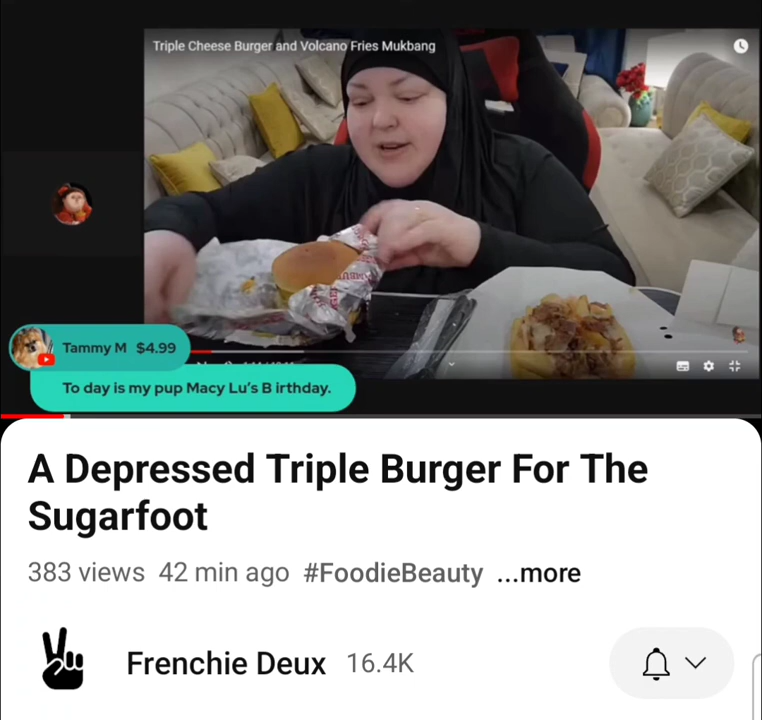 Triple Cheese Burger and Volcano Fries Mukbang
Tammy M $4.99
To day is my pup Macy Lu's B irthday.
A Depressed Triple Burger For The
Sugarfoot
383 views 42 min ago #FoodieBeauty ...more
Frenchie Deux 16.4K